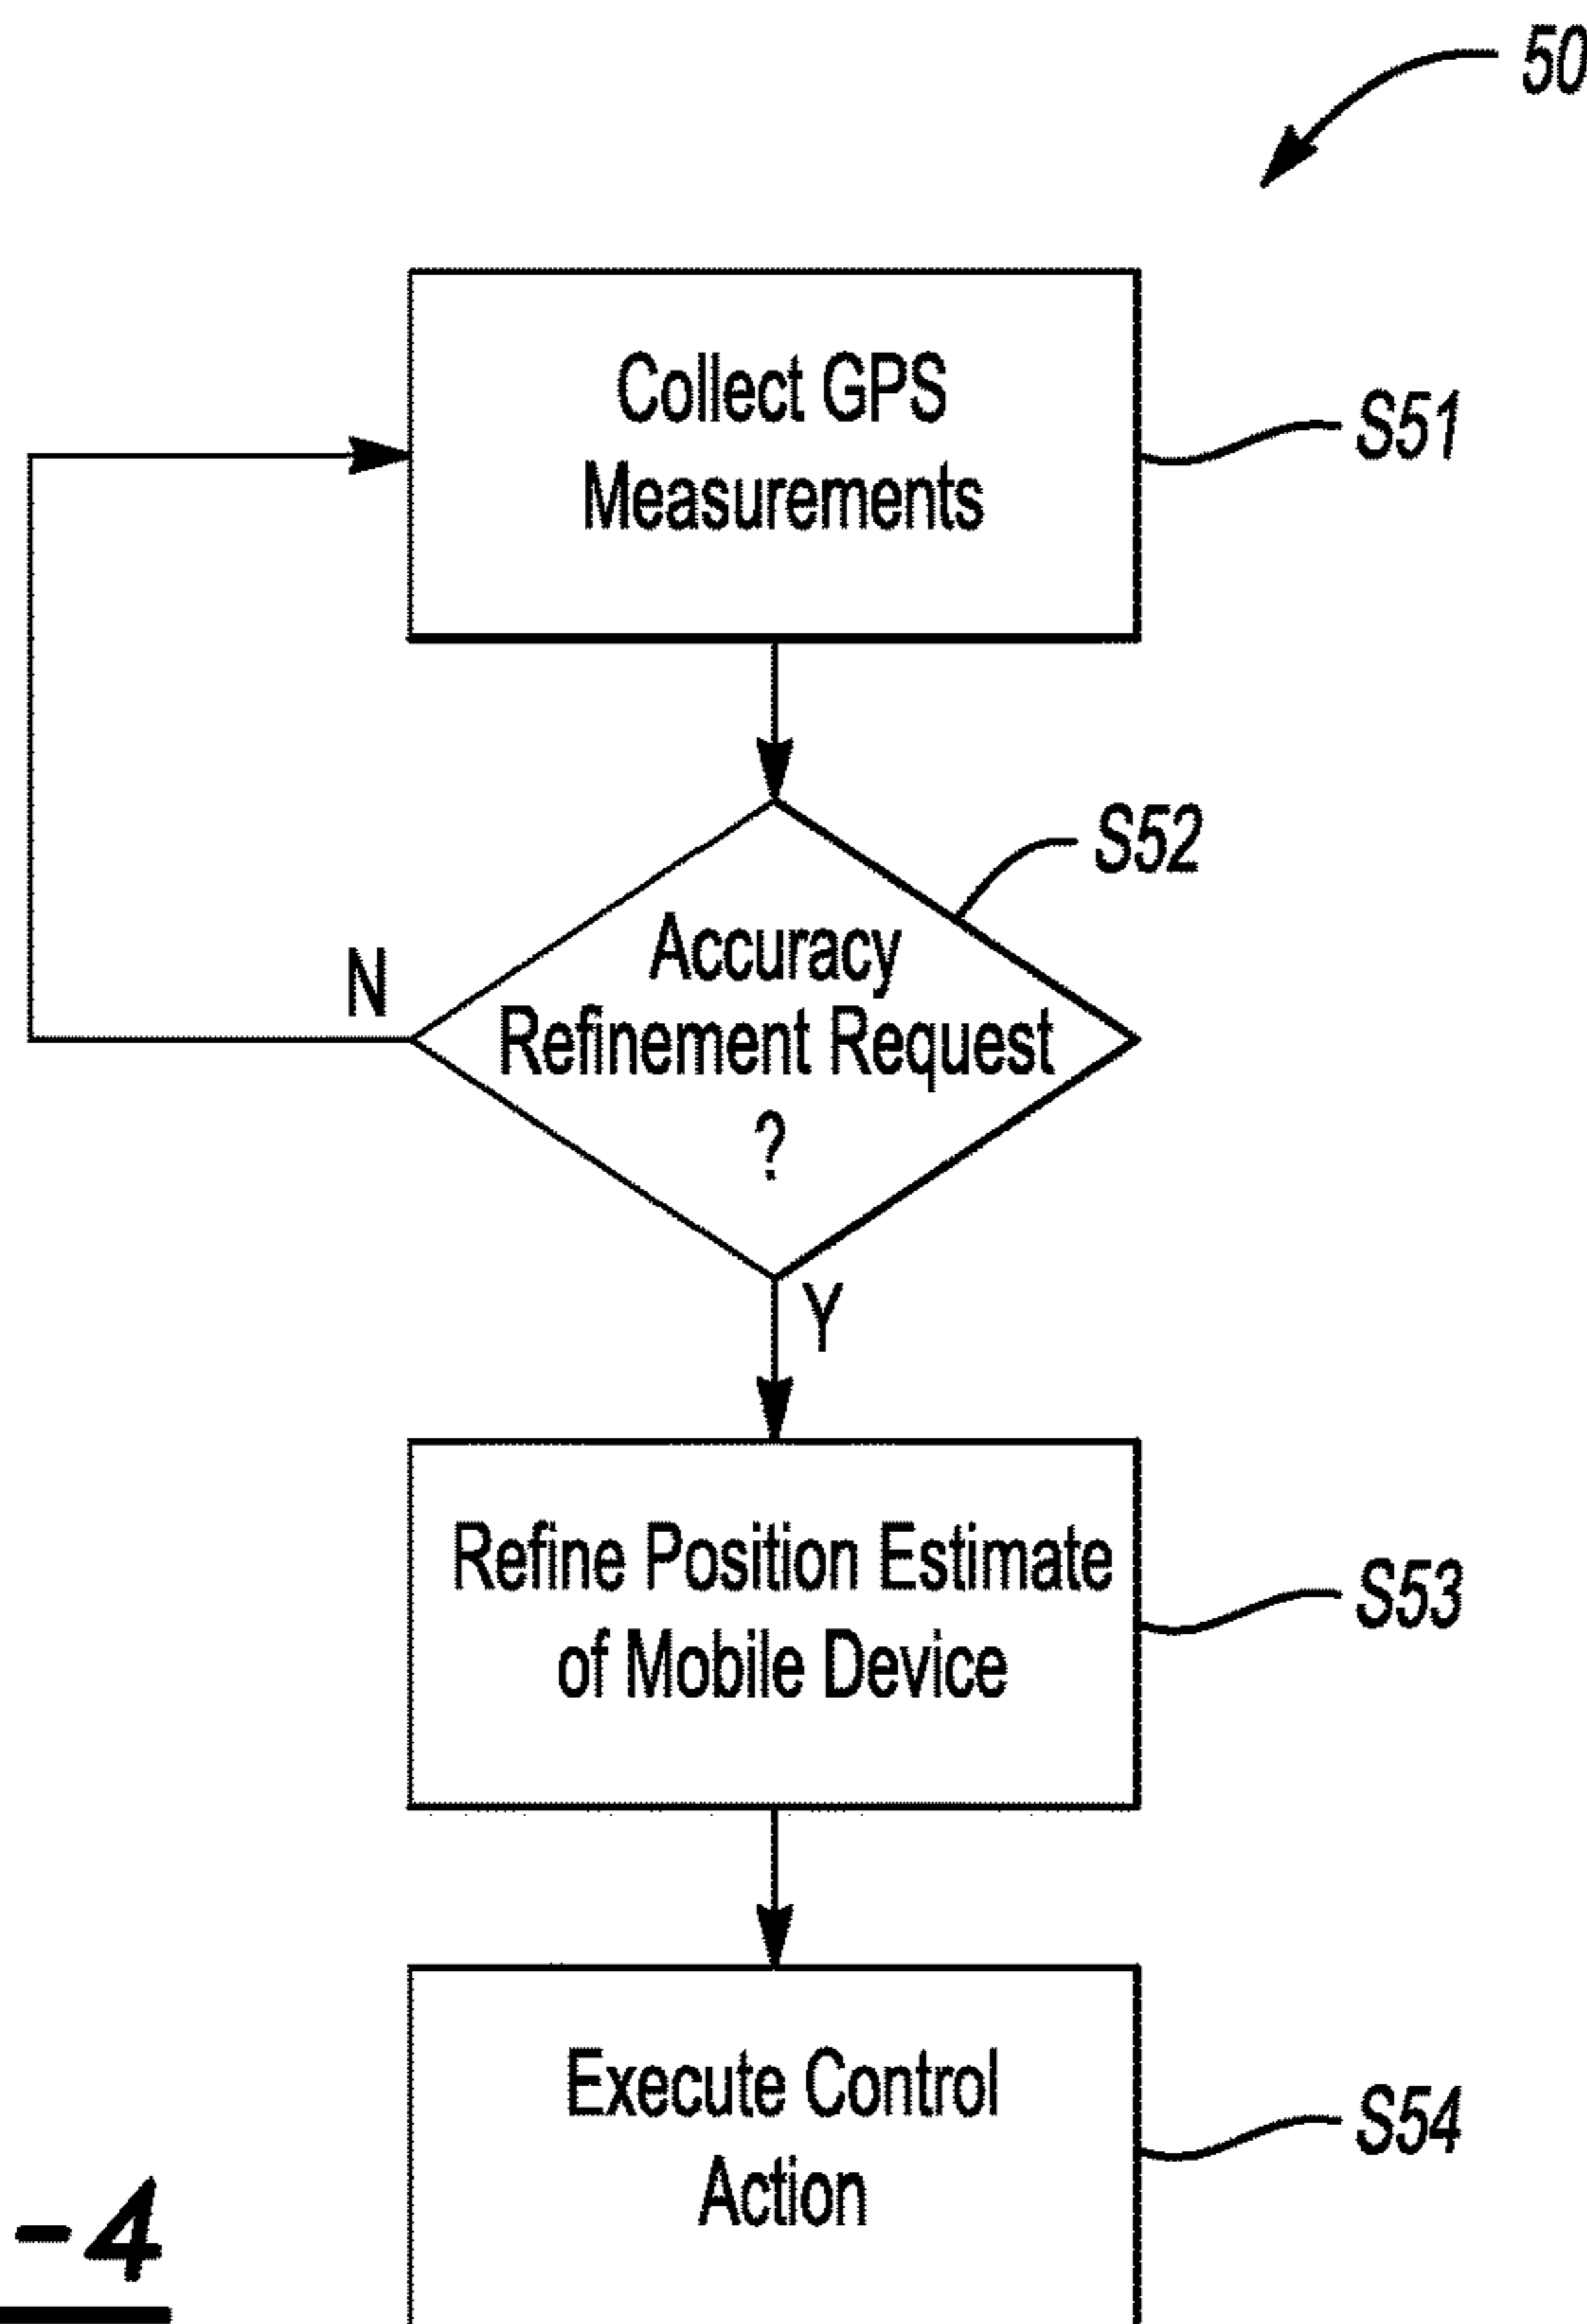 50
Collect GPS
Measurements
S51
S52
Accuracy
Refinement Request
?
N
Y
Refine Position Estimate
of Mobile Device
S53
Execute Control
Action
S54
-4